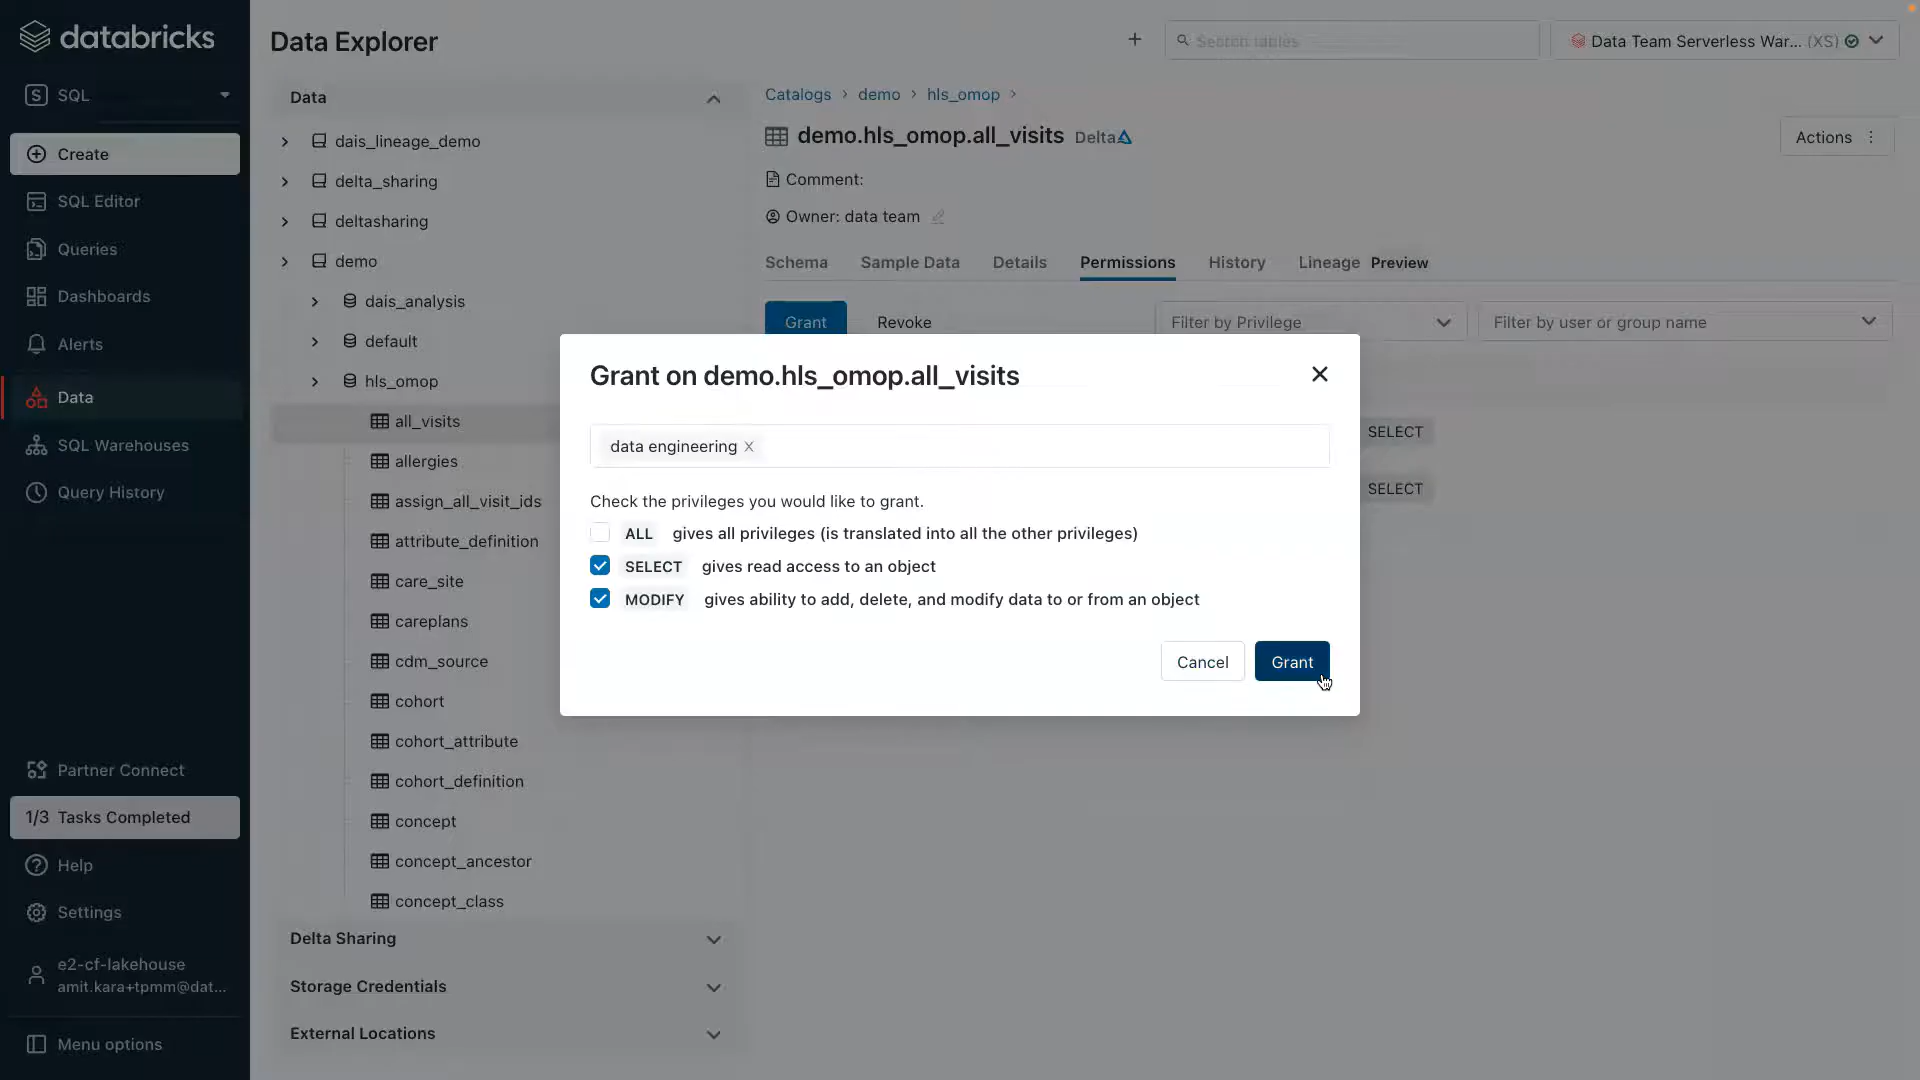 databricks
S SQL
Create
SQL Editor
Queries
Dashboards
Alerts
Data
SQL Warehouses
Query History
Partner Connect
1/3 Tasks Completed
Help
Settings
e2-cf-lakehouse
amit.kara+tpmm@dat...
Menu options
Data Explorer
+
Search tables
Data Team Serverless War... (XS)
Data
dais_lineage_demo
delta_sharing
deltasharing
demo
dais_analysis
default
hls_omop
all_visits
allergies
assign_all_visit_ids
attribute_definition
care_site
careplans
cdm_source
cohort
cohort_attribute
cohort_definition
concept
concept_ancestor
concept_class
Delta Sharing
Storage Credentials
External Locations
Catalogs > demo > hls_omop >
demo.hls_omop.all_visits Delta
Actions
Comment:
Owner: data team
Schema Sample Data Details Permissions History Lineage Preview
Grant Revoke Filter by Privilege Filter by user or group name
SELECT
SELECT
Grant on demo.hls_omop.all_visits
data engineering
Check the privileges you would like to grant.
ALL gives all privileges (is translated into all the other privileges)
SELECT gives read access to an object
MODIFY gives ability to add, delete, and modify data to or from an object
Cancel Grant